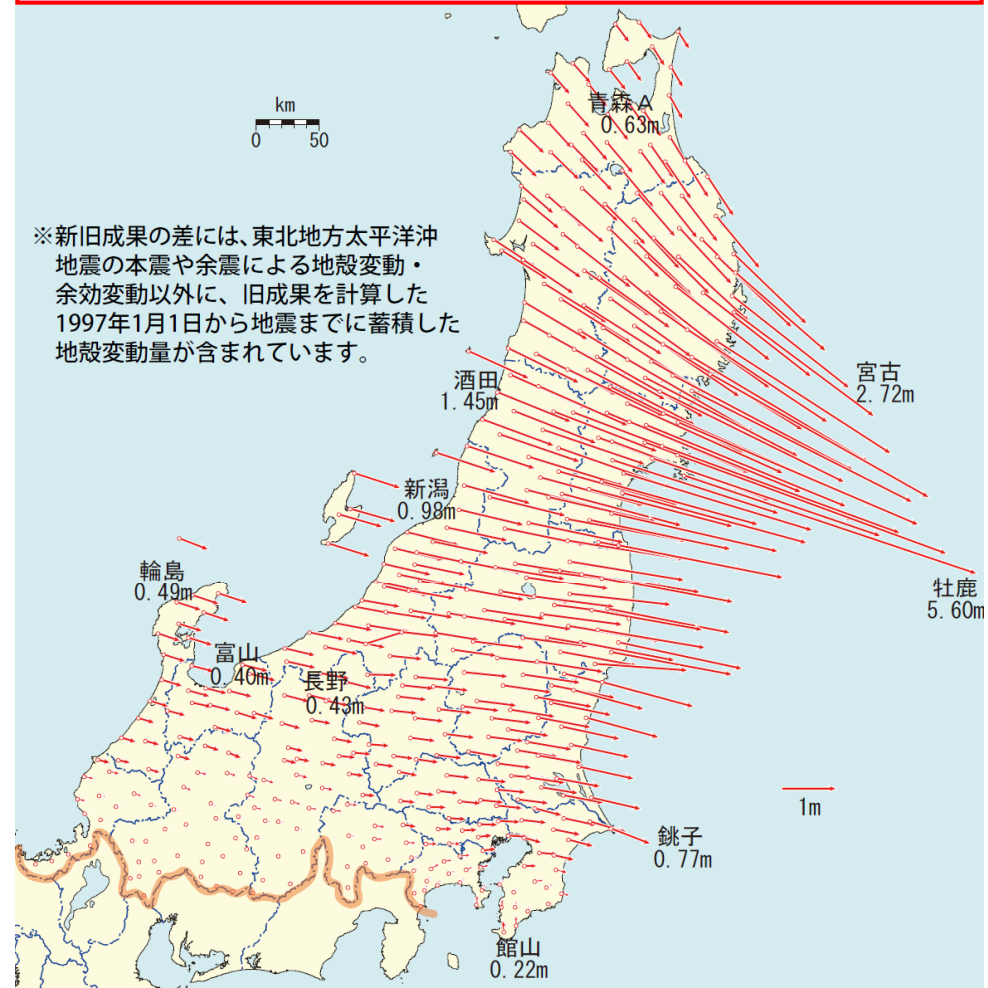 青森A
0.63m
km
0 50
※新旧成果の差には、東北地方太平洋沖
地震の本震や余震による地殻変動・
余効変動以外に、旧成果を計算した
1997年1月1日から地震までに蓄積した
地殻変動量が含まれています。
宮古
2.72m
酒田
1.45m
新潟
0.98m
輪島
0.49m
牡鹿
5.60m
富山
0.40m
長野
0.43m
1m
銚子
0.77m
館山
0.22m